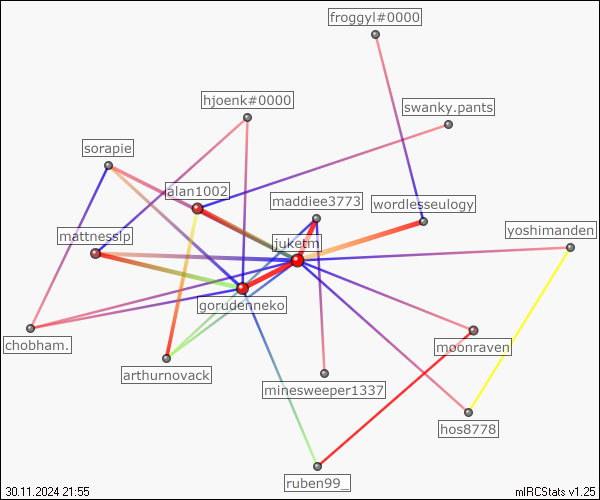 froggyl#0000
hjoenk#0000
swanky.pants
sorapie
alan1002
maddiee3773
wordlesseulogy
mattnesslp
juketm
yoshimanden
gorudenneko
chobham.
moonraven
arthurnovack
minesweeper1337
hos8778
ruben99_
30.11.2024 21:55
mIRCStats v1.25